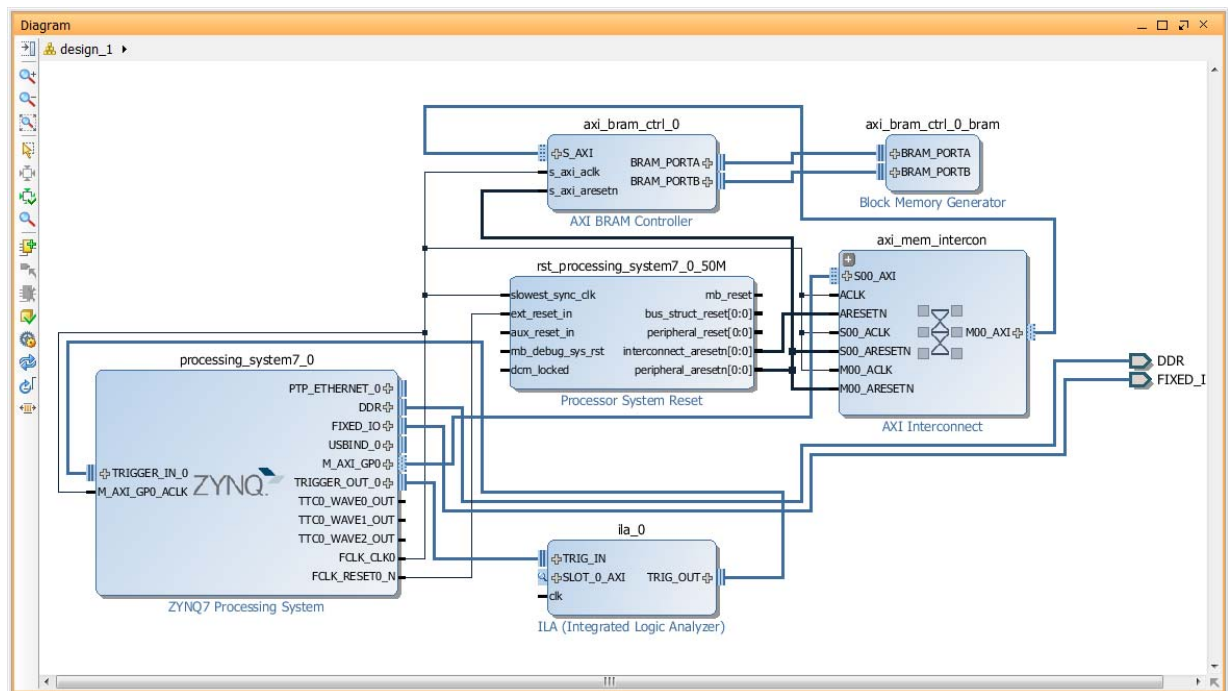 Diagram
design_1
axi_bram_ctrl_0
S_AXI
s_axi_aclk
s_axi_aresetn
BRAM_PORTA
BRAM_PORTB
AXI BRAM Controller
axi_bram_ctrl_0_bram
BRAM_PORTA
BRAM_PORTB
Block Memory Generator
rst_processing_system7_0_50M
slowest_sync_clk
ext_reset_in
aux_reset_in
mb_debug_sys_rst
dcm_locked
mb_reset
bus_struct_reset[0:0]
peripheral_reset[0:0]
interconnect_aresetn[0:0]
peripheral_aresetn[0:0]
Processor System Reset
axi_mem_intercon
S00_AXI
ACLK
ARESETN
S00_ACLK
S00_ARESETN
M00_ACLK
M00_ARESETN
M00_AXI
AXI Interconnect
DDR
FIXED_I
processing_system7_0
TRIGGER_IN_0
M_AXI_GP0_ACLK
ZYNQ
PTP_ETHERNET_0
DDR
FIXED_IO
USBIND_0
M_AXI_GP0
TRIGGER_OUT_0
TTC0_WAVE0_OUT
TTC0_WAVE1_OUT
TTC0_WAVE2_OUT
FCLK_CLK0
FCLK_RESET0_N
ZYNQ7 Processing System
ila_0
TRIG_IN
SLOT_0_AXI
clk
TRIG_OUT
ILA (Integrated Logic Analyzer)